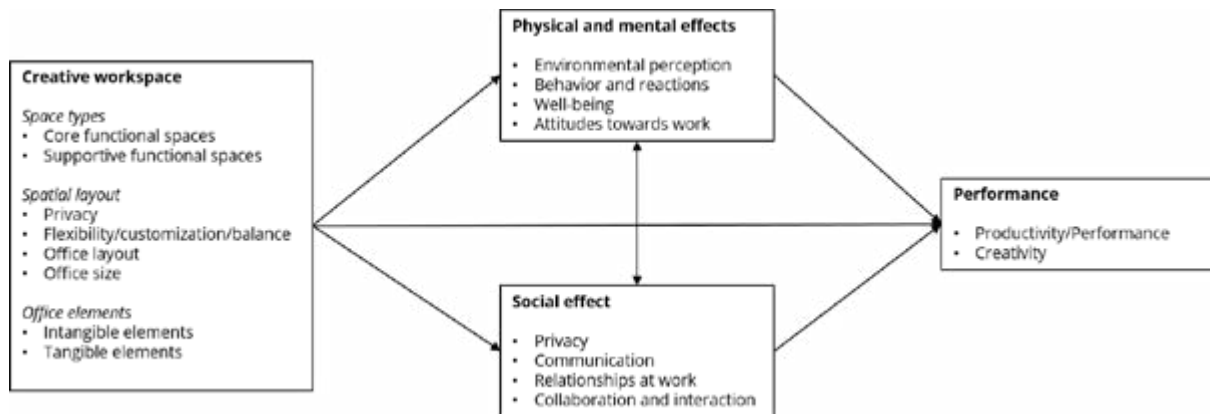 Creative workspace
Space types
• Core functional spaces
• Supportive functional spaces
Spatial layout
• Privacy
• Flexibility/customization/balance
• Office layout
• Office size
Office elements
• Intangible elements
• Tangible elements
Physical and mental effects
• Environmental perception
• Behavior and reactions
• Well-being
• Attitudes towards work
Social effect
• Privacy
• Communication
• Relationships at work
• Collaboration and interaction
Performance
• Productivity/Performance
• Creativity